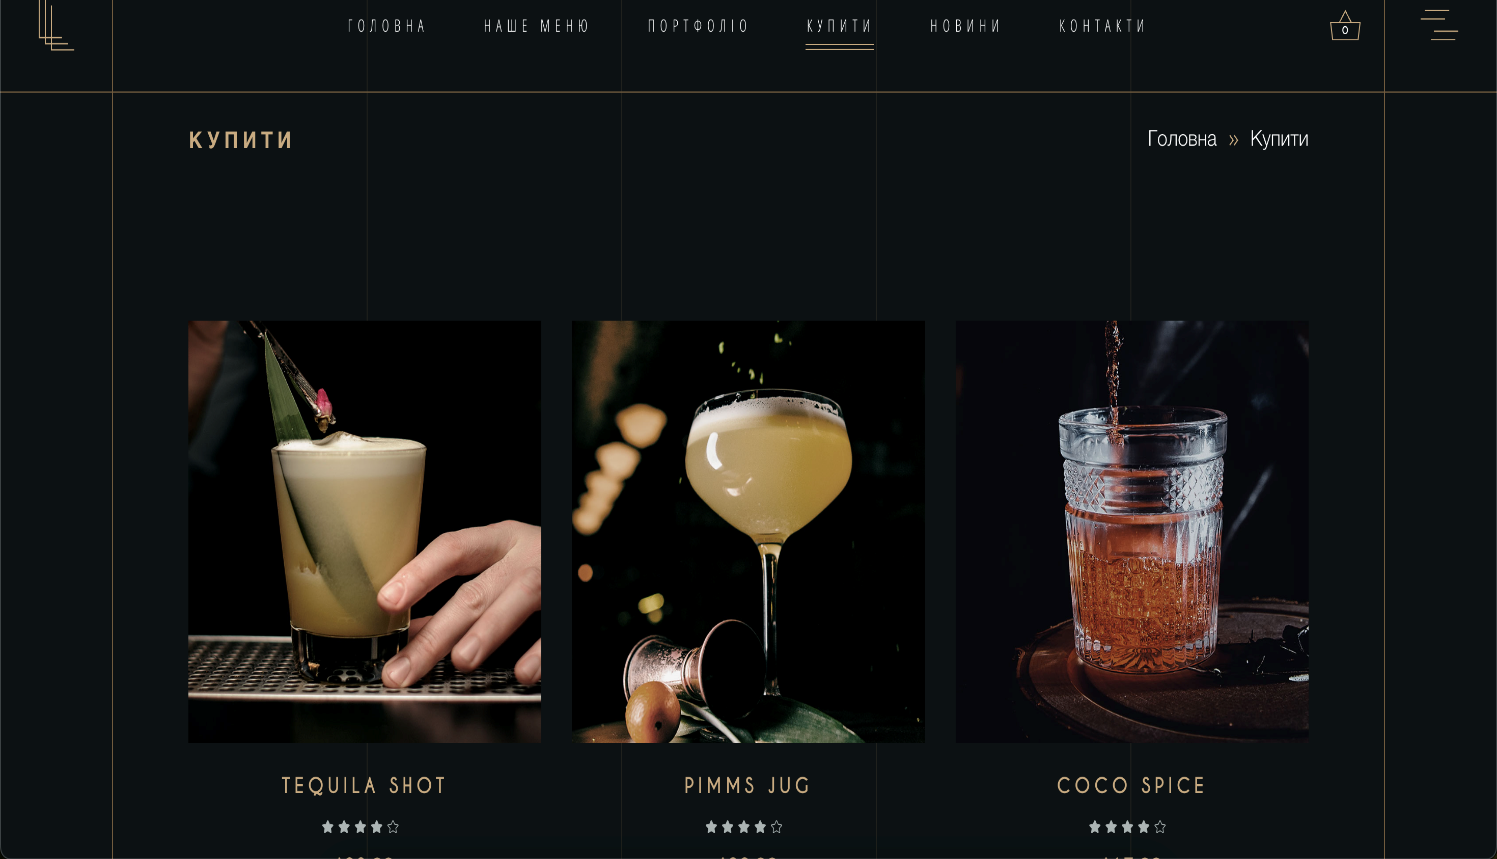 ГОЛОВНА НАШЕ МЕНЮ ПОРТФОЛІО КУПИТИ НОВИНИ КОНТАКТИ 0
КУПИТИ
Головна » Купити
TEQUILA SHOT PIMMS JUG COCO SPICE